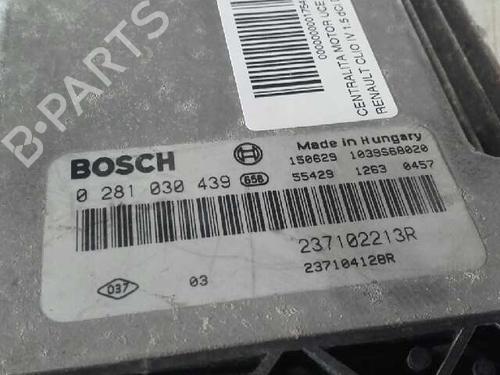 B-PARTS
CENTRALITA MOTOR UCE
RENAULT CLIO IV 1.5 dCi D
BOSCH
Made in Hungary
150629 1039S68020
0 281 030 439 658
55429 1263 0457
237102213R
237104128R
037 03